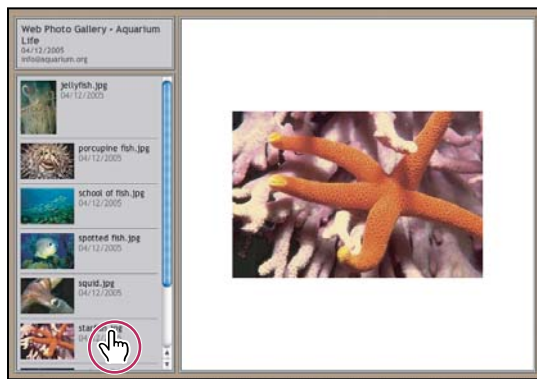 Web Photo Gallery - Aquarium
Life
04/12/2005
info@aquarium.org
jellyfish.jpg
04/12/2005
porcupine fish.jpg
04/12/2005
school of fish.jpg
04/12/2005
spotted fish.jpg
04/12/2005
squid.jpg
04/12/2005